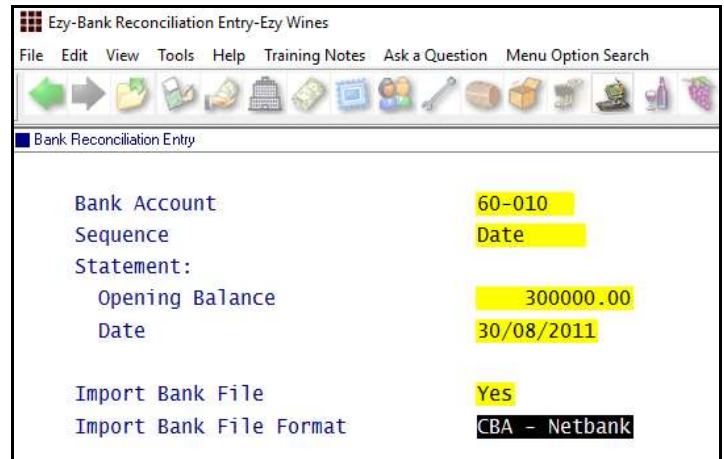 Ezy-Bank Reconciliation Entry-Ezy Wines
File Edit View Tools Help Training Notes Ask a Question Menu Option Search
Bank Reconciliation Entry
Bank Account 60-010
Sequence Date
Statement:
Opening Balance 300000.00
Date 30/08/2011
Import Bank File Yes
Import Bank File Format CBA - Netbank